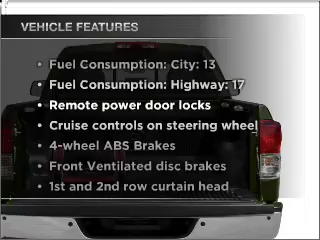 VEHICLE FEATURES
• Fuel Consumption: City: 13
• Fuel Consumption: Highway: 17
• Remote power door locks
• Cruise controls on steering wheel
• 4-wheel ABS Brakes
• Front Ventilated disc brakes
• 1st and 2nd row curtain head